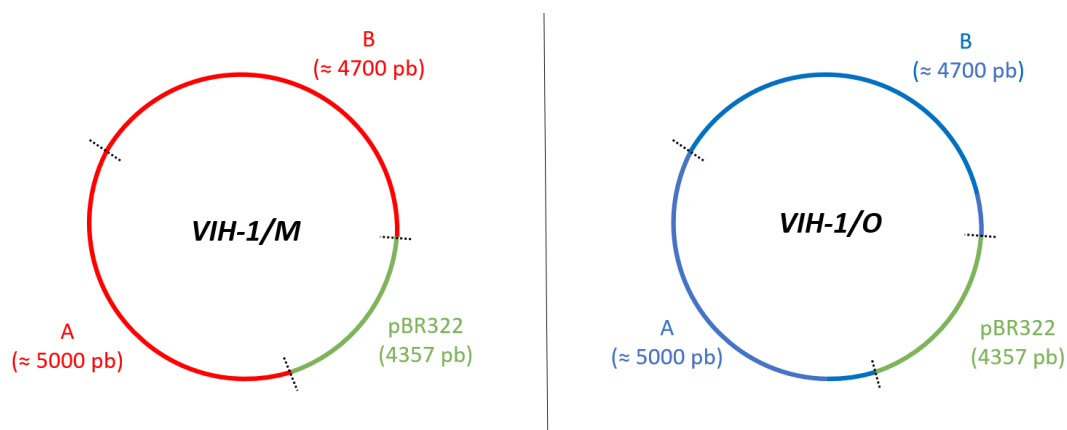 B
(≈ 4700 pb)
VIH-1/M
A
(≈ 5000 pb)
pBR322
(4357 pb)
B
(≈ 4700 pb)
VIH-1/O
A
(≈ 5000 pb)
pBR322
(4357 pb)